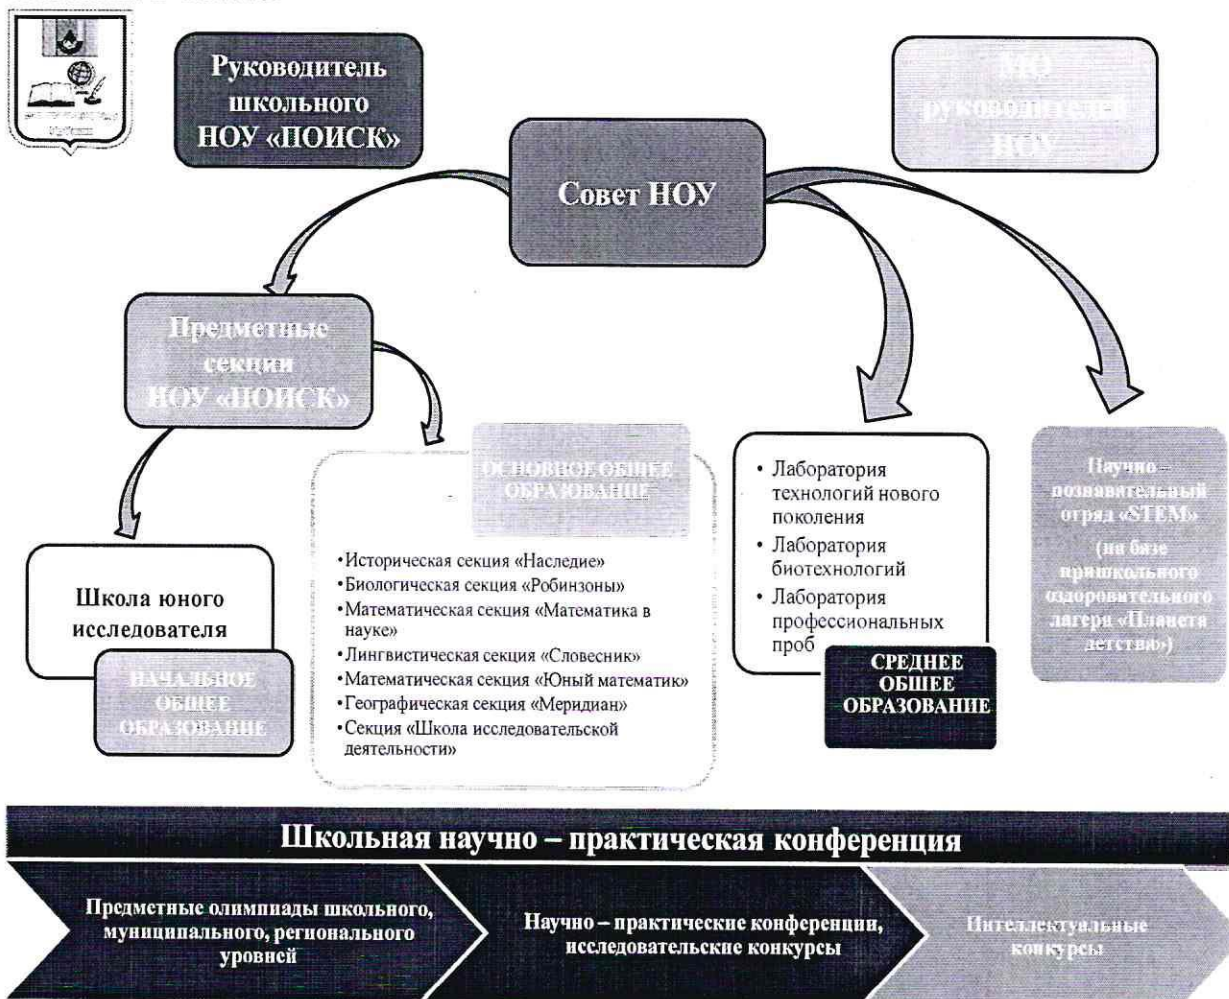 Руководитель
школьного
НОУ «ПОИСК»
МО
руководителей
НОУ
Совет НОУ
Предметные
секции
НОУ «ПОИСК»
Школа юного
исследователя
НАЧАЛЬНОЕ
ОБЩЕЕ
ОБРАЗОВАНИЕ
ОСНОВНОЕ ОБЩЕЕ
ОБРАЗОВАНИЕ
•Историческая секция «Наследие»
•Биологическая секция «Робинзоны»
•Математическая секция «Математика в
науке»
•Лингвистическая секция «Словесник»
•Математическая секция «Юный математик»
•Географическая секция «Меридиан»
•Секция «Школа исследовательской
деятельности»
• Лаборатория
технологий нового
поколения
• Лаборатория
биотехнологий
• Лаборатория
профессиональных
проб
СРЕДНЕЕ
ОБЩЕЕ
ОБРАЗОВАНИЕ
Научно –
познавательный
отряд «STEM»
(на базе
пришкольного
оздоровительного
лагеря «Планета
детства»)
Школьная научно – практическая конференция
Предметные олимпиады школьного,
муниципального, регионального
уровней
Научно – практические конференции,
исследовательские конкурсы
Интеллектуальные
конкурсы